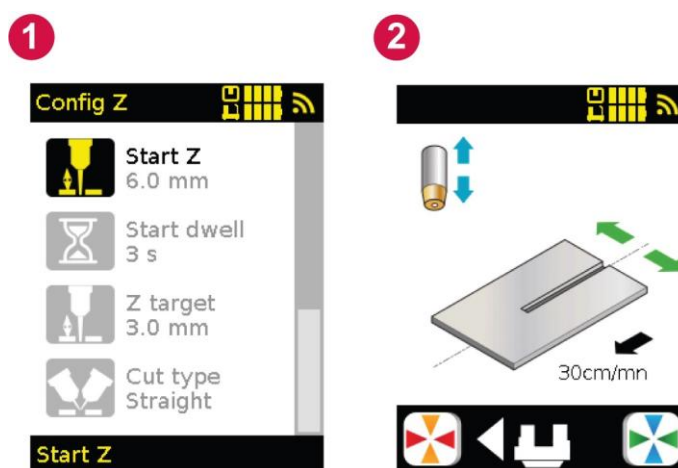 1
2
Config Z
Start Z
6.0 mm
Start dwell
3 s
Z target
3.0 mm
Cut type
Straight
Start Z
30cm/mn